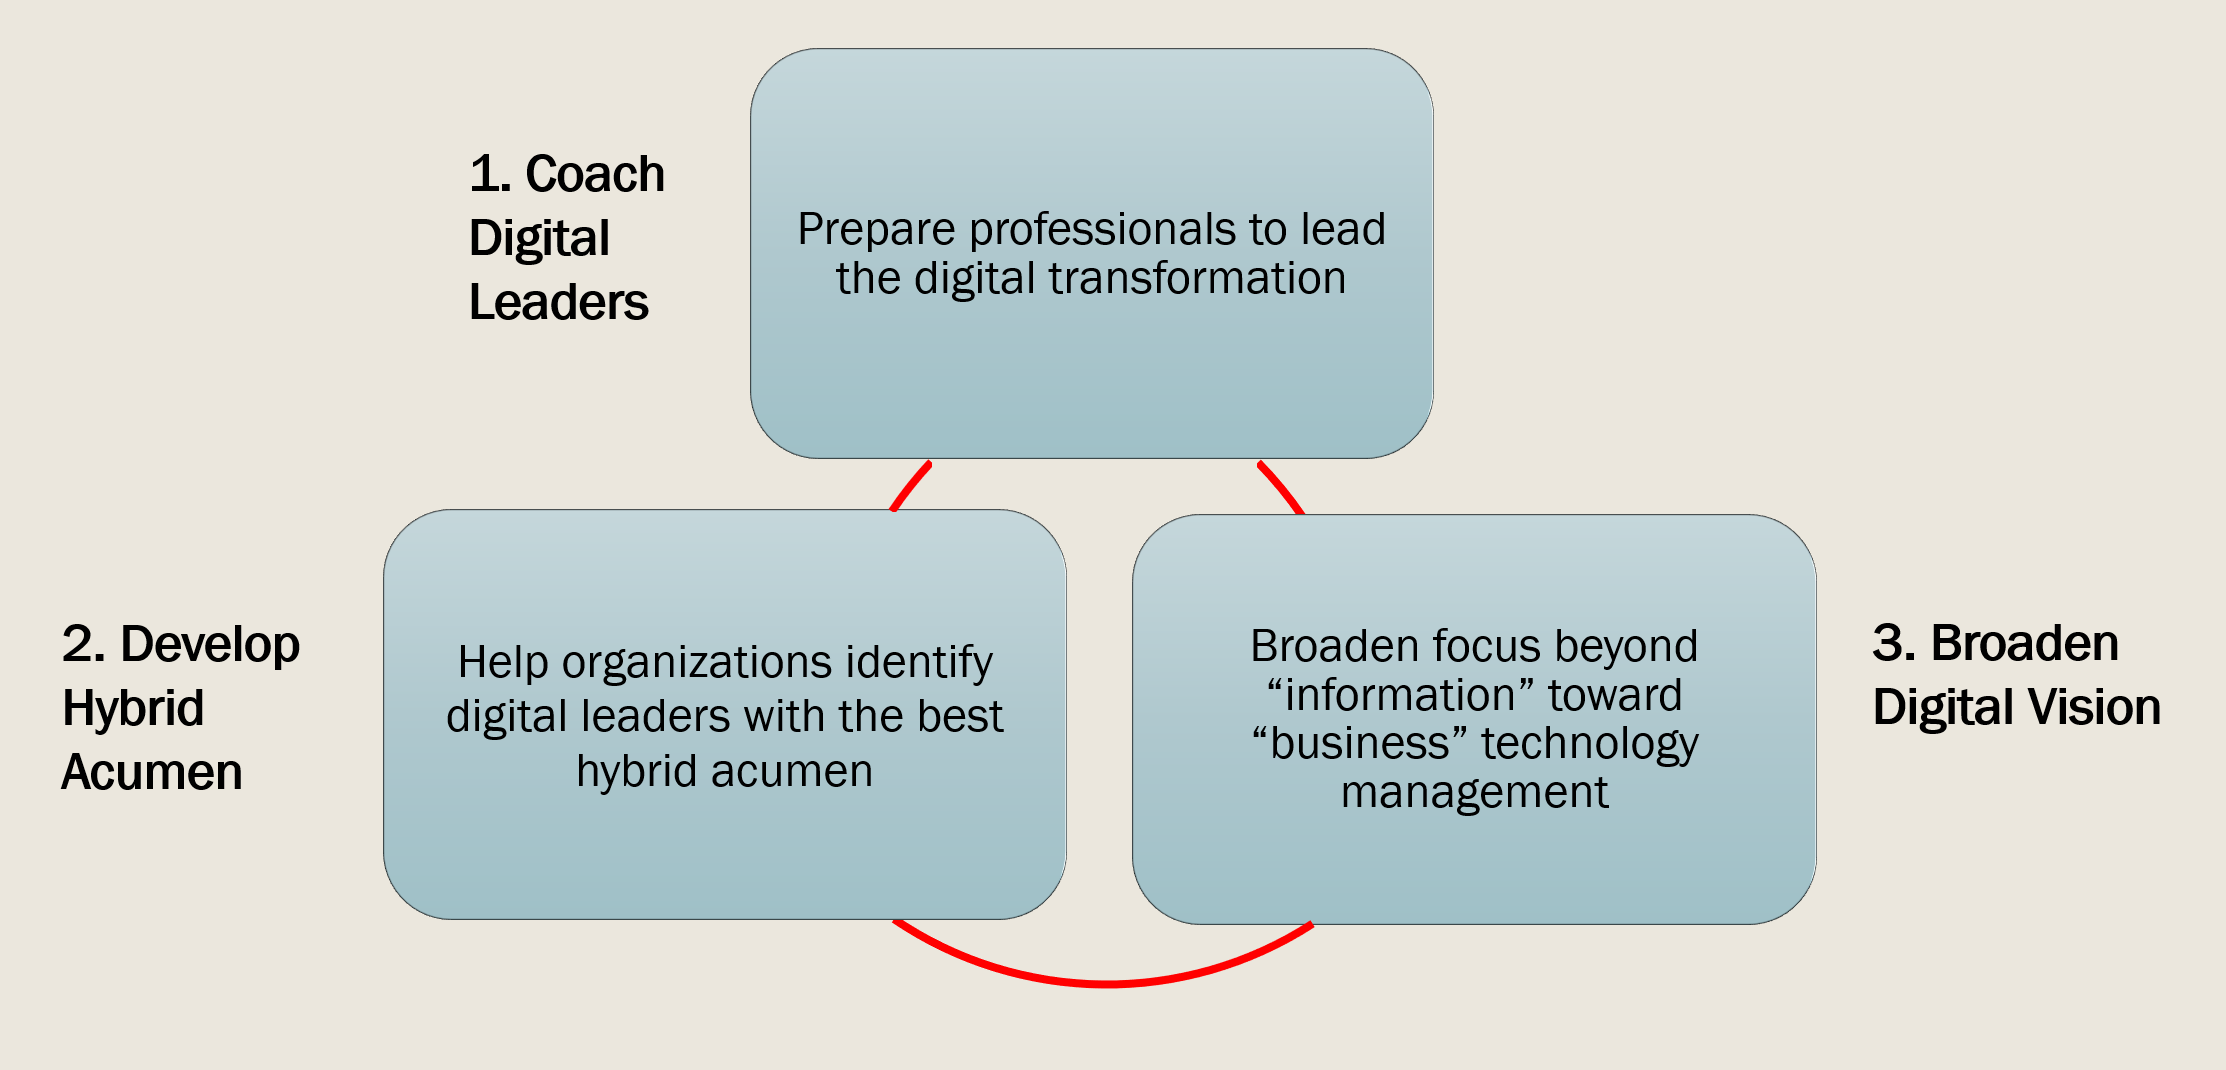 1. Coach
Digital
Leaders
Prepare professionals to lead
the digital transformation
2. Develop
Hybrid
Acumen
Help organizations identify
digital leaders with the best
hybrid acumen
Broaden focus beyond
“information” toward
“business” technology
management
3. Broaden
Digital Vision